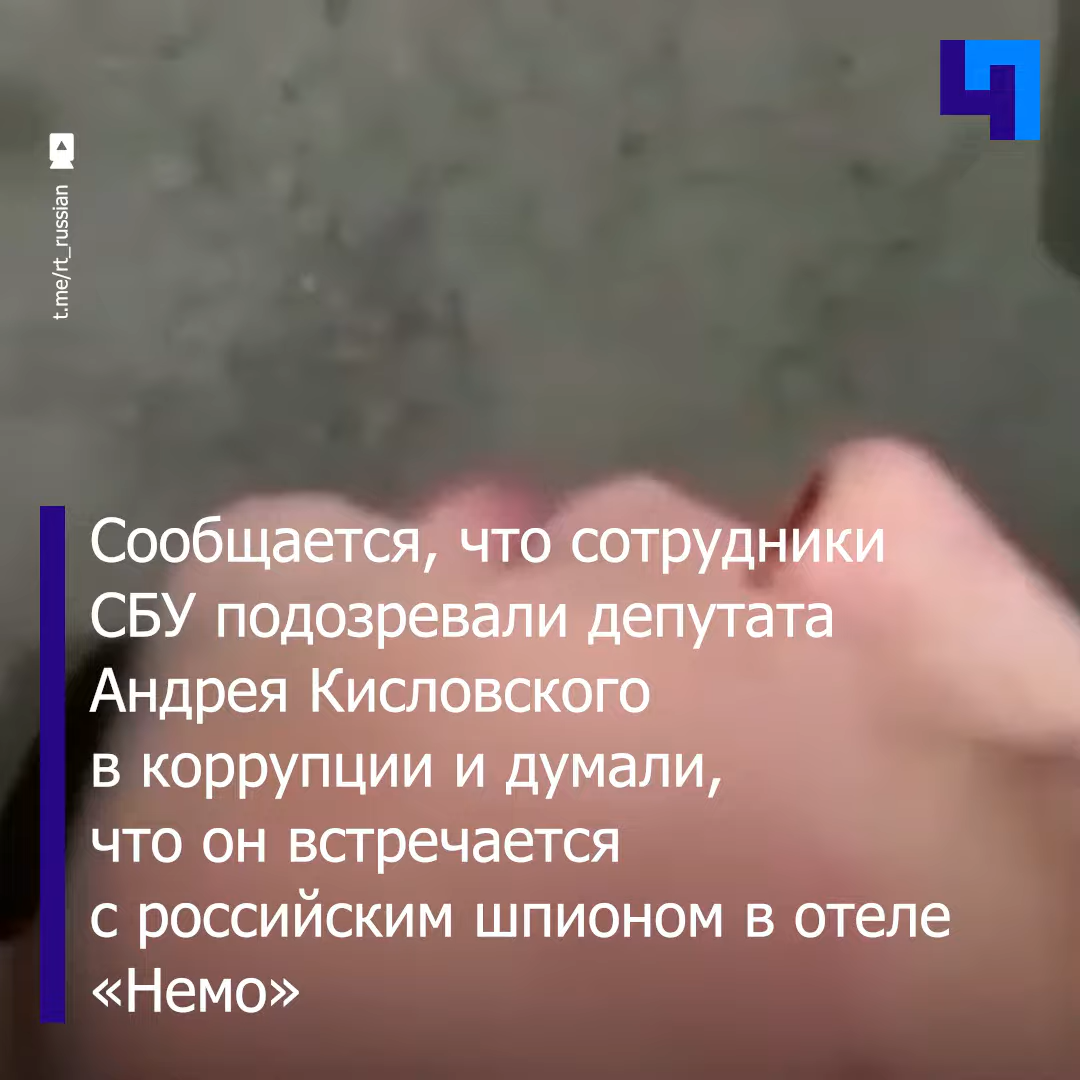 t.me/rt_russian
Сообщается, что сотрудники
СБУ подозревали депутата
Андрея Кисловского
в коррупции и думали,
что он встречается
с российским шпионом в отеле
«Немо»